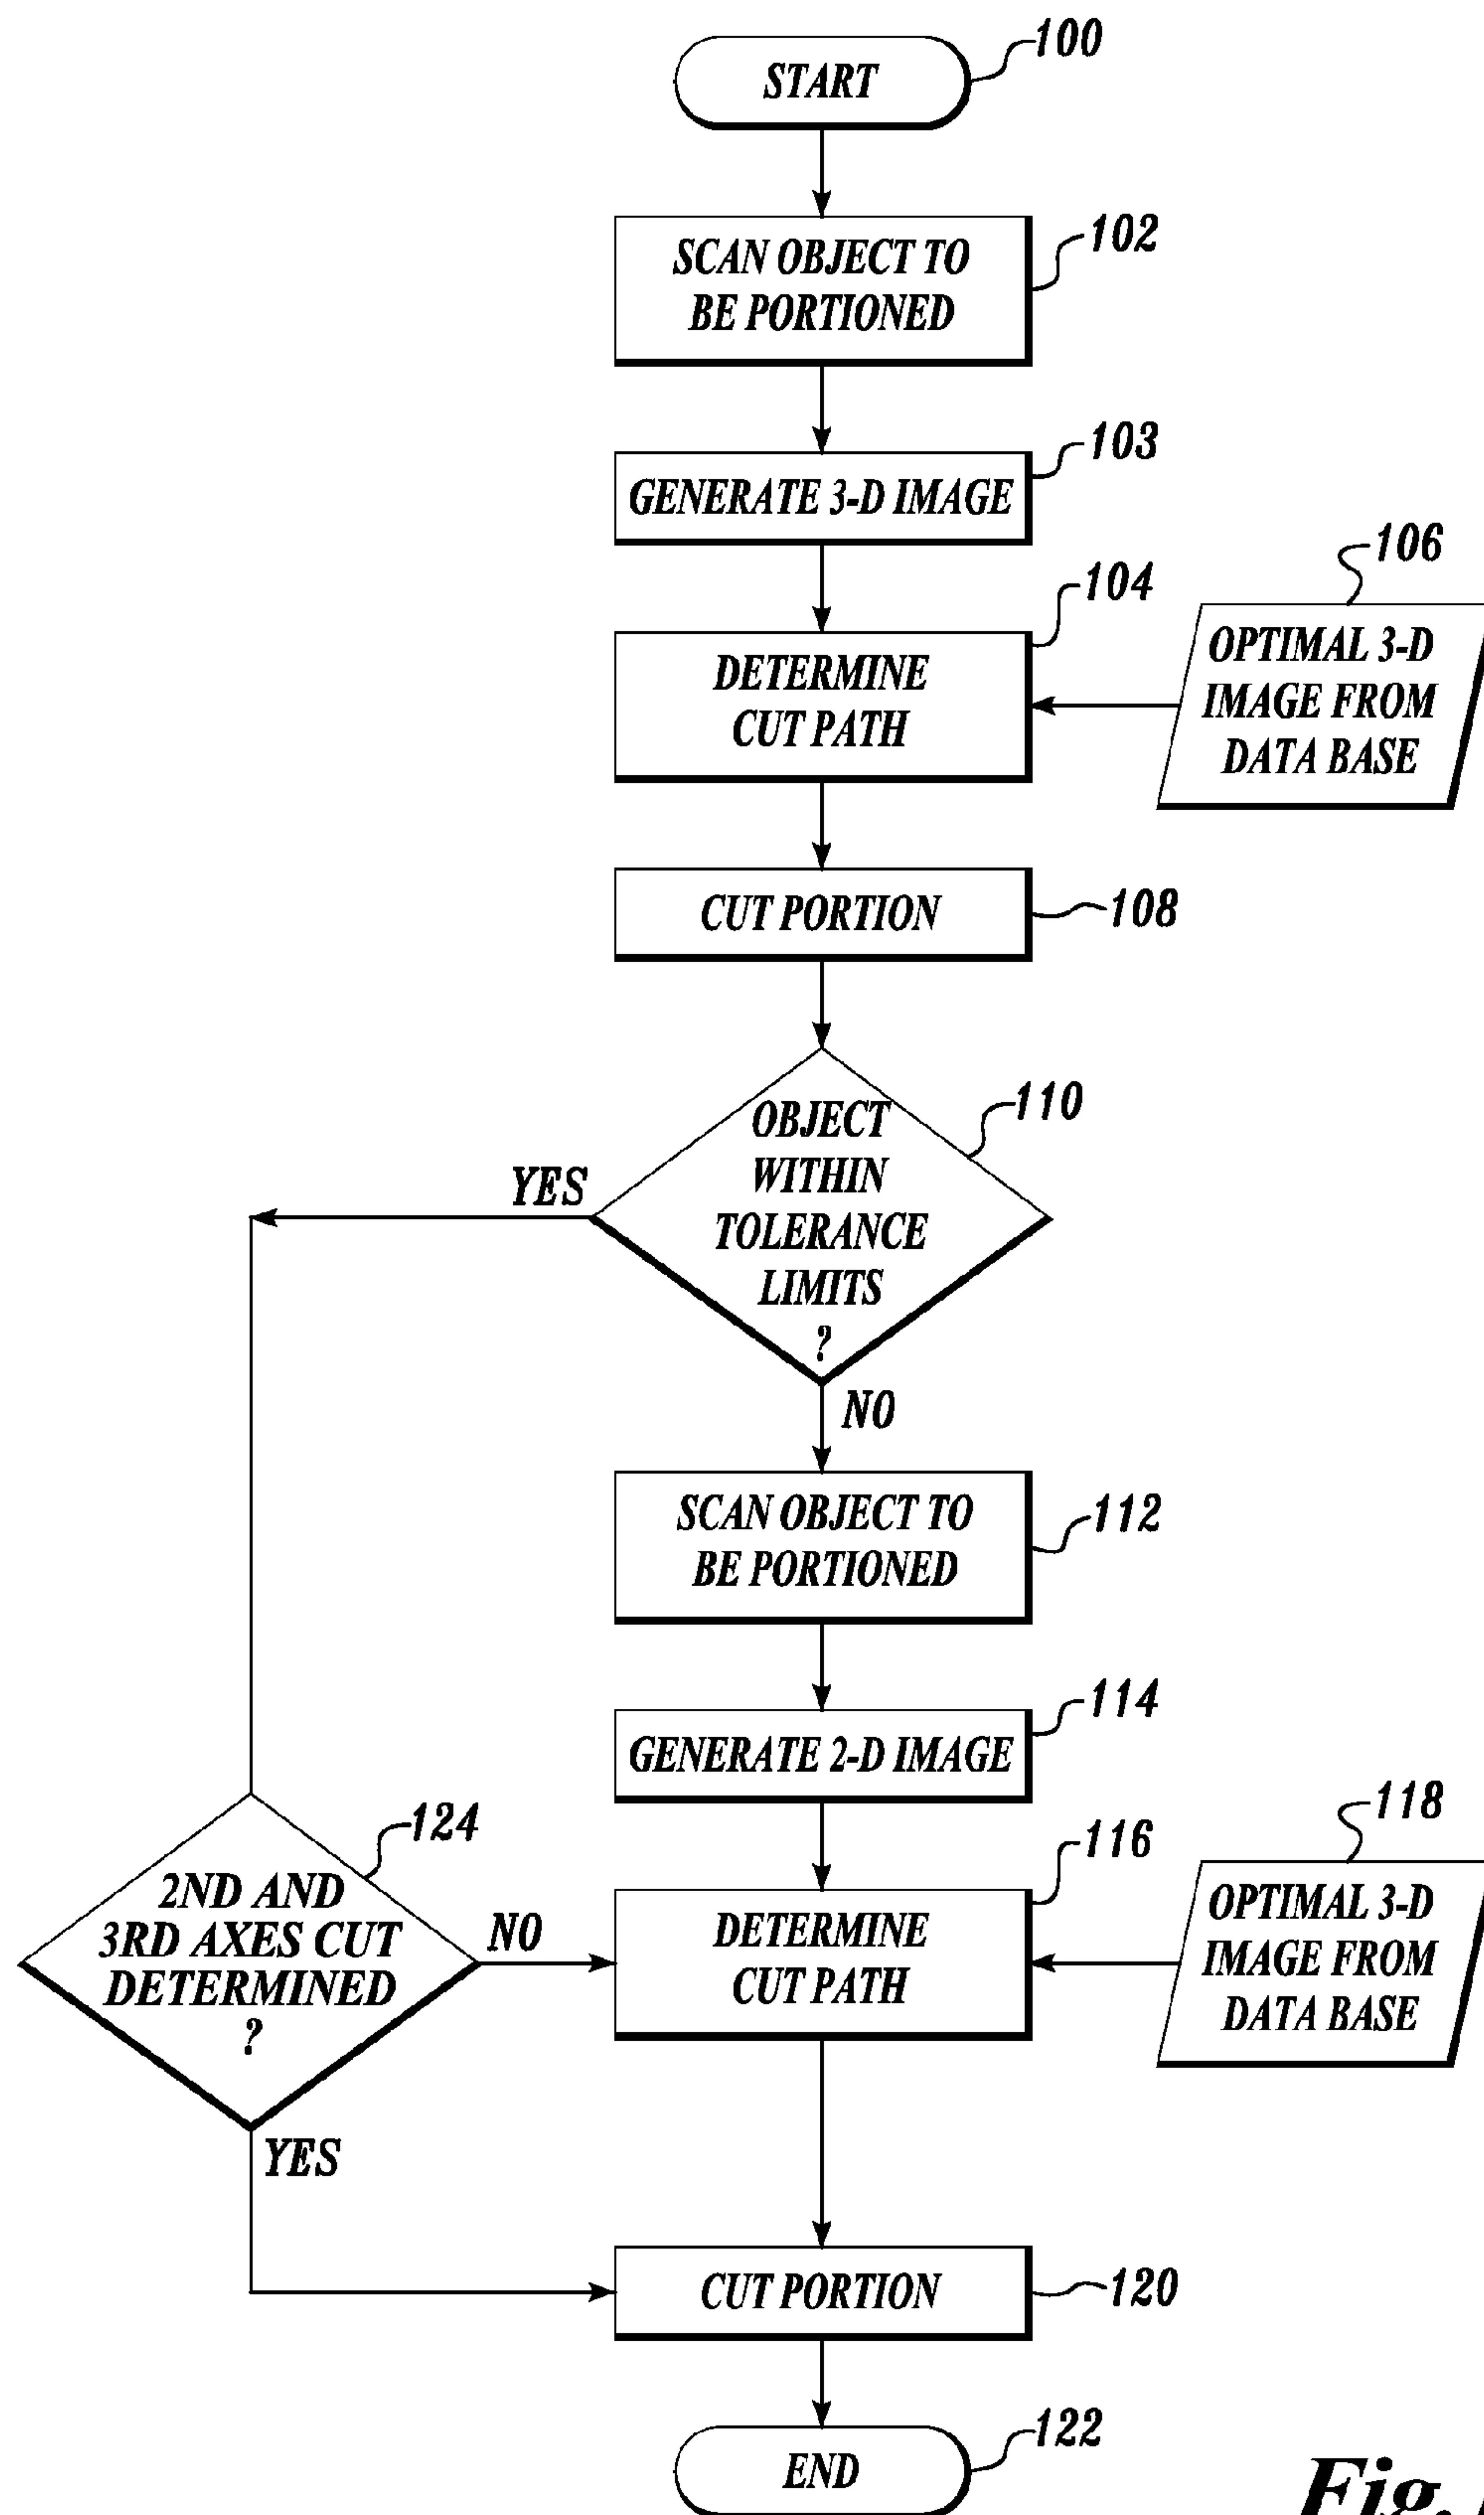 START
100
SCAN OBJECT TO
BE PORTIONED
102
GENERATE 3-D IMAGE
103
DETERMINE
CUT PATH
104
OPTIMAL 3-D
IMAGE FROM
DATA BASE
106
CUT PORTION
108
OBJECT
WITHIN
TOLERANCE
LIMITS
?
110
YES
NO
SCAN OBJECT TO
BE PORTIONED
112
GENERATE 2-D IMAGE
114
2ND AND
3RD AXES CUT
DETERMINED
?
124
NO
YES
DETERMINE
CUT PATH
116
OPTIMAL 3-D
IMAGE FROM
DATA BASE
118
CUT PORTION
120
END
122
Fig.